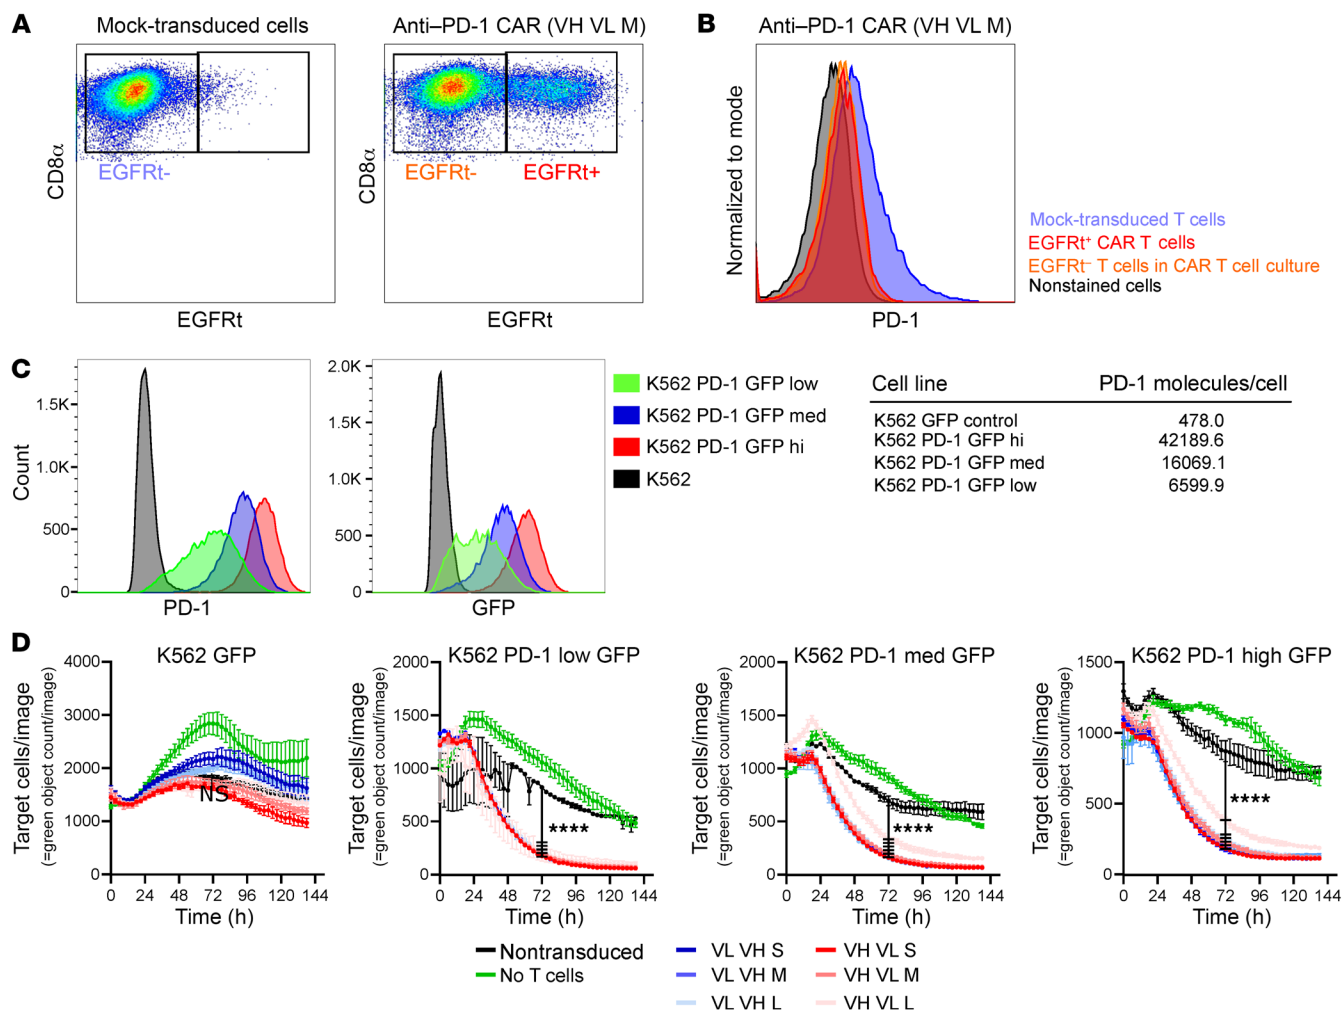 A
Mock-transduced cells
Anti–PD-1 CAR (VH VL M)
CD8α
EGFRt-
EGFRt
CD8α
EGFRt-
EGFRt+
EGFRt
B
Anti–PD-1 CAR (VH VL M)
Normalized to mode
PD-1
Mock-transduced T cells
EGFRt+ CAR T cells
EGFRt– T cells in CAR T cell culture
Nonstained cells
C
Count
1.5K
1.0K
500
0
PD-1
2.0K
1.5K
1.0K
500
0
GFP
K562 PD-1 GFP low
K562 PD-1 GFP med
K562 PD-1 GFP hi
K562
Cell line PD-1 molecules/cell
K562 GFP control 478.0
K562 PD-1 GFP hi 42189.6
K562 PD-1 GFP med 16069.1
K562 PD-1 GFP low 6599.9
D
K562 GFP
Target cells/image
(=green object count/image)
4000
3000
2000
1000
0
NS
0 24 48 72 96 120 144
Time (h)
K562 PD-1 low GFP
Target cells/image
(=green object count/image)
2000
1500
1000
500
0
****
0 24 48 72 96 120 144
Time (h)
K562 PD-1 med GFP
Target cells/image
(=green object count/image)
2000
1500
1000
500
0
****
0 24 48 72 96 120 144
Time (h)
K562 PD-1 high GFP
Target cells/image
(=green object count/image)
1500
1000
500
0
****
0 24 48 72 96 120 144
Time (h)
Nontransduced
No T cells
VL VH S
VL VH M
VL VH L
VH VL S
VH VL M
VH VL L